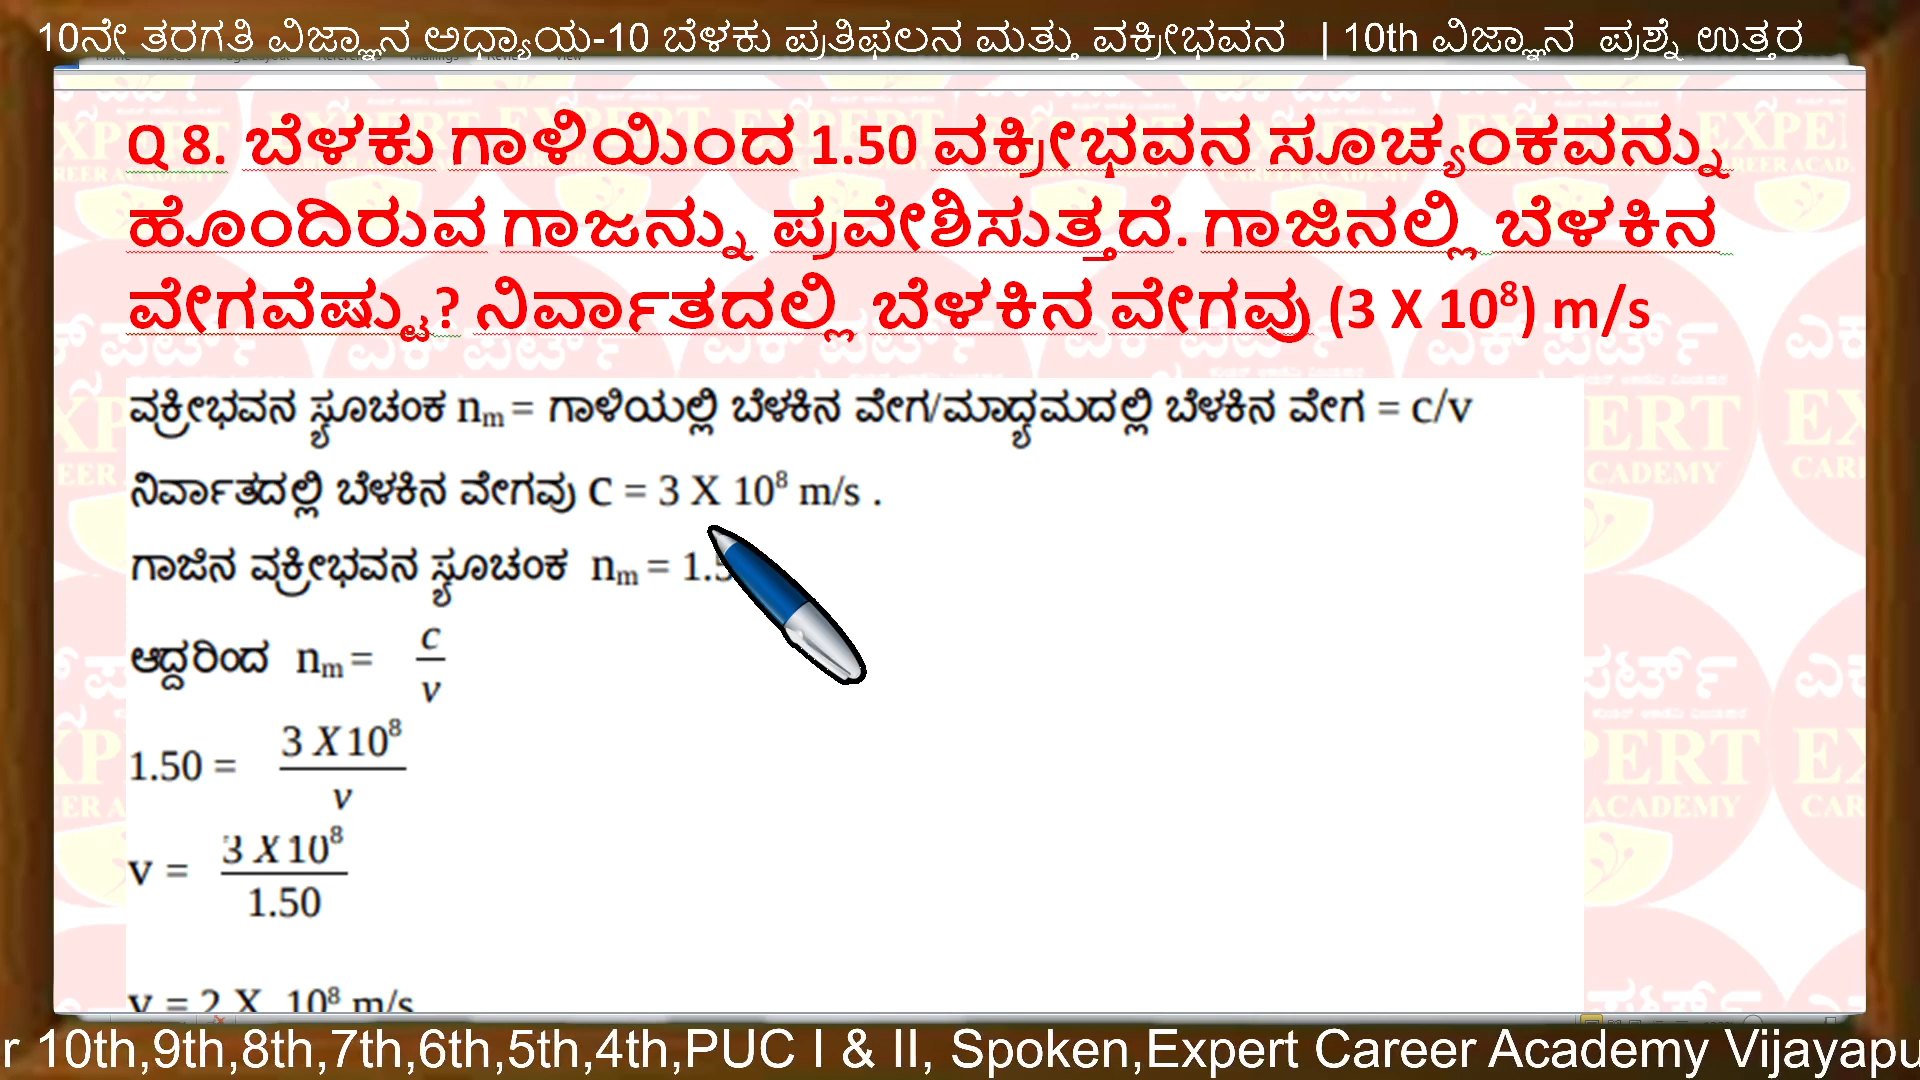 10ನೇ ತರಗತಿ ವಿಜ್ಞಾನ ಅಧ್ಯಾಯ-10 ಬೆಳಕು ಪ್ರತಿಫಲನ ಮತ್ತು ವಕ್ರೀಭವನ | 10th ವಿಜ್ಞಾನ ಪ್ರಶ್ನೆ ಉತ್ತರ
Q 8. ಬೆಳಕು ಗಾಳಿಯಿಂದ 1.50 ವಕ್ರೀಭವನ ಸೂಚ್ಯಂಕವನ್ನು
ಹೊಂದಿರುವ ಗಾಜನ್ನು ಪ್ರವೇಶಿಸುತ್ತದೆ. ಗಾಜಿನಲ್ಲಿ ಬೆಳಕಿನ
ವೇಗವೆಷ್ಟು? ನಿರ್ವಾತದಲ್ಲಿ ಬೆಳಕಿನ ವೇಗವು (3 X 10⁸) m/s
ವಕ್ರೀಭವನ ಸ್ಯೂಚಂಕ nₘ = ಗಾಳಿಯಲ್ಲಿ ಬೆಳಕಿನ ವೇಗ/ಮಾಧ್ಯಮದಲ್ಲಿ ಬೆಳಕಿನ ವೇಗ = c/v
ನಿರ್ವಾತದಲ್ಲಿ ಬೆಳಕಿನ ವೇಗವು C = 3 X 10⁸ m/s .
ಗಾಜಿನ ವಕ್ರೀಭವನ ಸ್ಯೂಚಂಕ nₘ = 1.5
ಆದ್ದರಿಂದ nₘ = c/v
1.50 = 3 X 10⁸/v
v = 3 X 10⁸/1.50
v = 2 X 10⁸ m/s
r 10th,9th,8th,7th,6th,5th,4th,PUC I & II, Spoken,Expert Career Academy Vijayapu